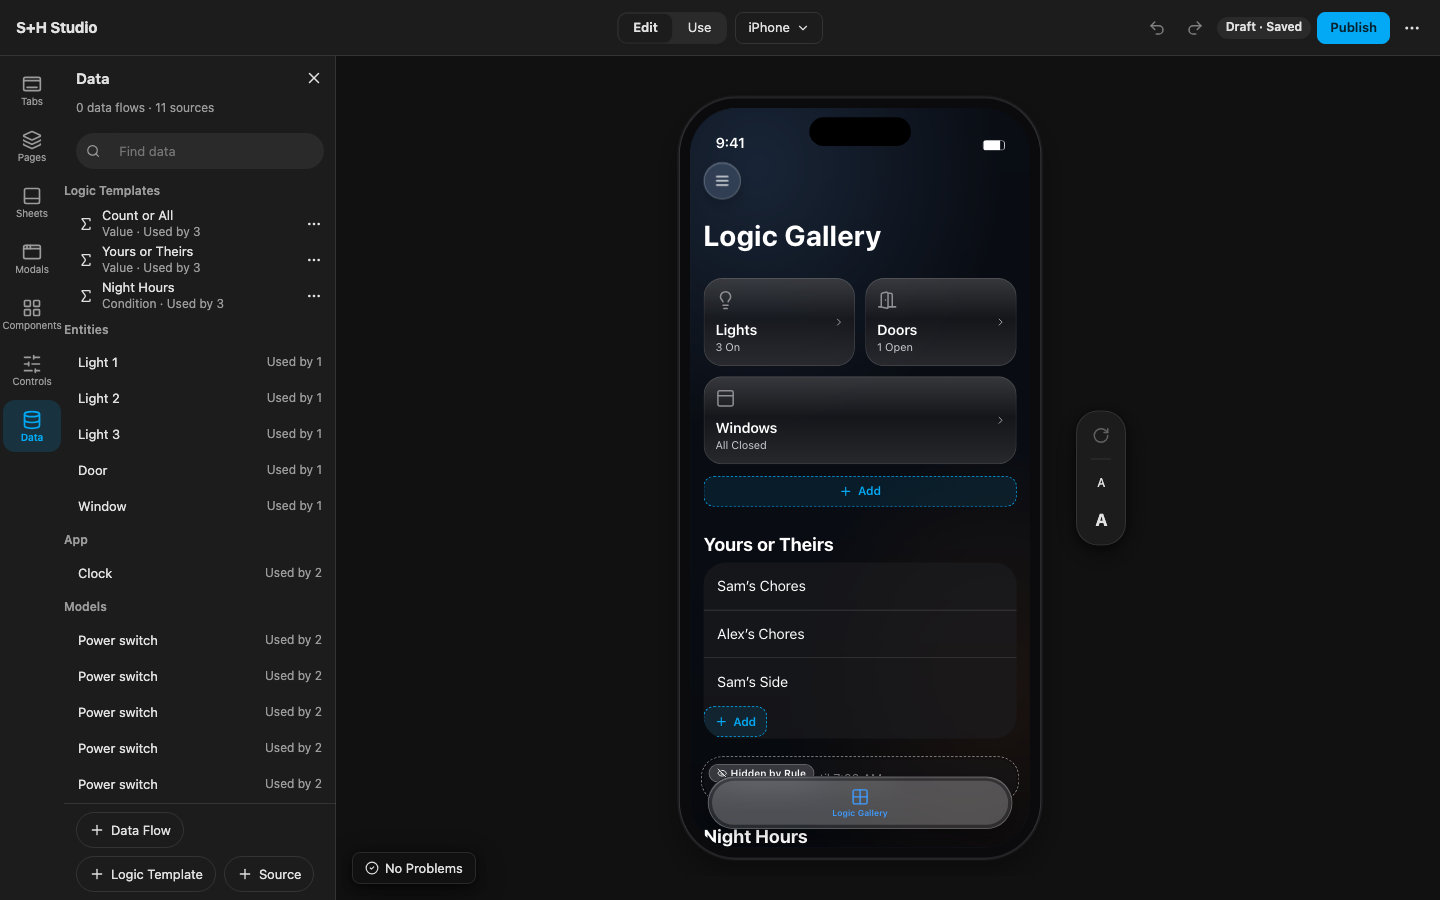 S+H Studio
Edit
Use
iPhone
Draft · Saved
Publish
Tabs
Pages
Sheets
Modals
Components
Controls
Data
Data
0 data flows · 11 sources
Find data
Logic Templates
Count or All
Value · Used by 3
Yours or Theirs
Value · Used by 3
Night Hours
Condition · Used by 3
Entities
Light 1 Used by 1
Light 2 Used by 1
Light 3 Used by 1
Door Used by 1
Window Used by 1
App
Clock Used by 2
Models
Power switch Used by 2
Power switch Used by 2
Power switch Used by 2
Power switch Used by 2
Power switch Used by 2
Data Flow
Logic Template
Source
No Problems
9:41
Logic Gallery
Lights
3 On
Doors
1 Open
Windows
All Closed
Add
Yours or Theirs
Sam’s Chores
Alex’s Chores
Sam’s Side
Add
Hidden by Rule
Logic Gallery
Night Hours
A
A